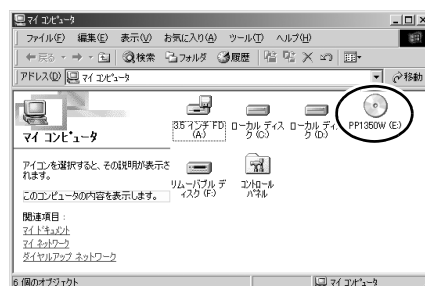 マイ コンピュータ
ファイル(F) 編集(E) 表示(V) お気に入り(A) ツール(T) ヘルプ(H)
戻る 検索 フォルダ 履歴
アドレス(D) マイ コンピュータ 移動
マイ コンピュータ
アイコンを選択すると、その説明が表示されます。
このコンピュータの内容を表示します。
関連項目:
マイ ドキュメント
マイ ネットワーク
ダイヤルアップ ネットワーク
3.5 インチ FD (A:)
ローカル ディスク (C:)
ローカル ディスク (D:)
PP1350W (E:)
リムーバブル ディスク (F:)
コントロール パネル
6 個のオブジェクト マイ コンピュータ